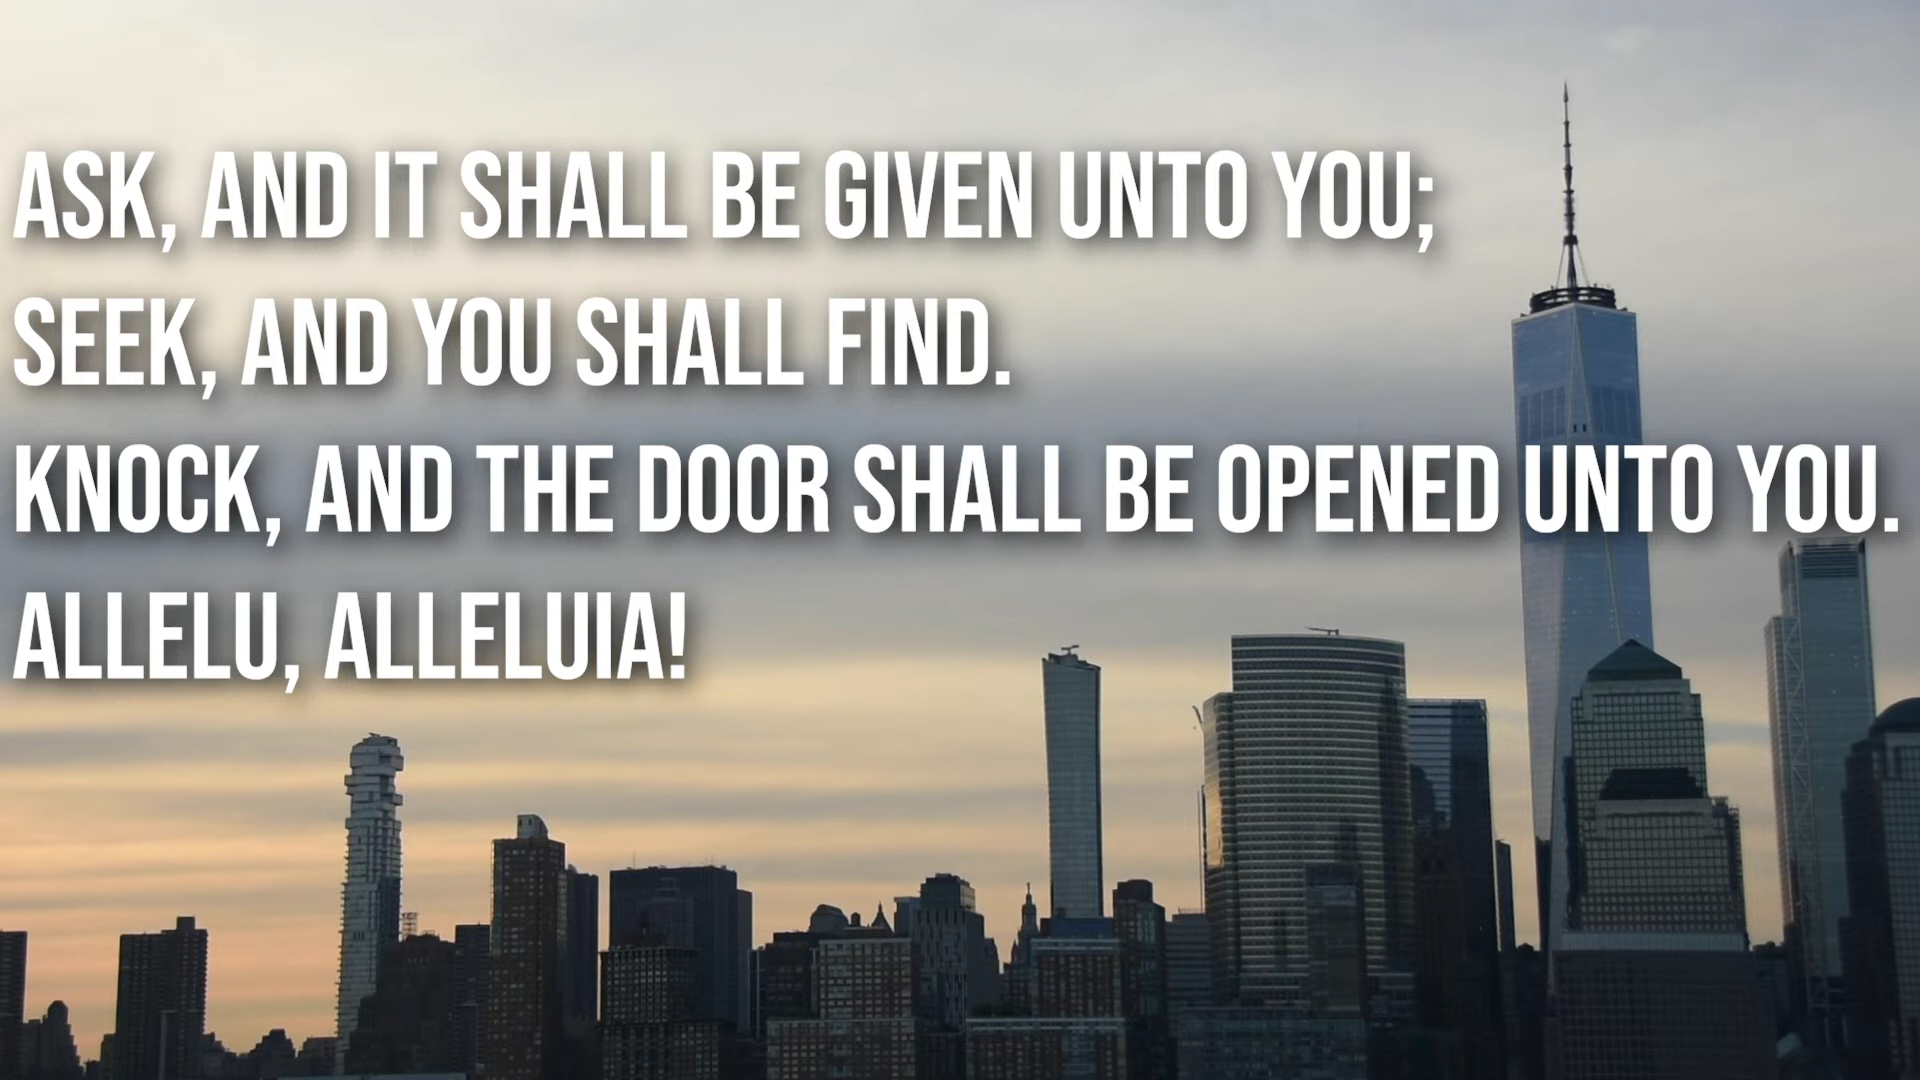 ASK, AND IT SHALL BE GIVEN UNTO YOU;
SEEK, AND YOU SHALL FIND.
KNOCK, AND THE DOOR SHALL BE OPENED UNTO YOU.
ALLELU, ALLELUIA!